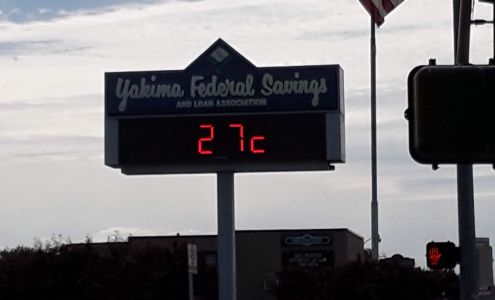 Yakima Federal Savings
AND LOAN ASSOCIATION
27c